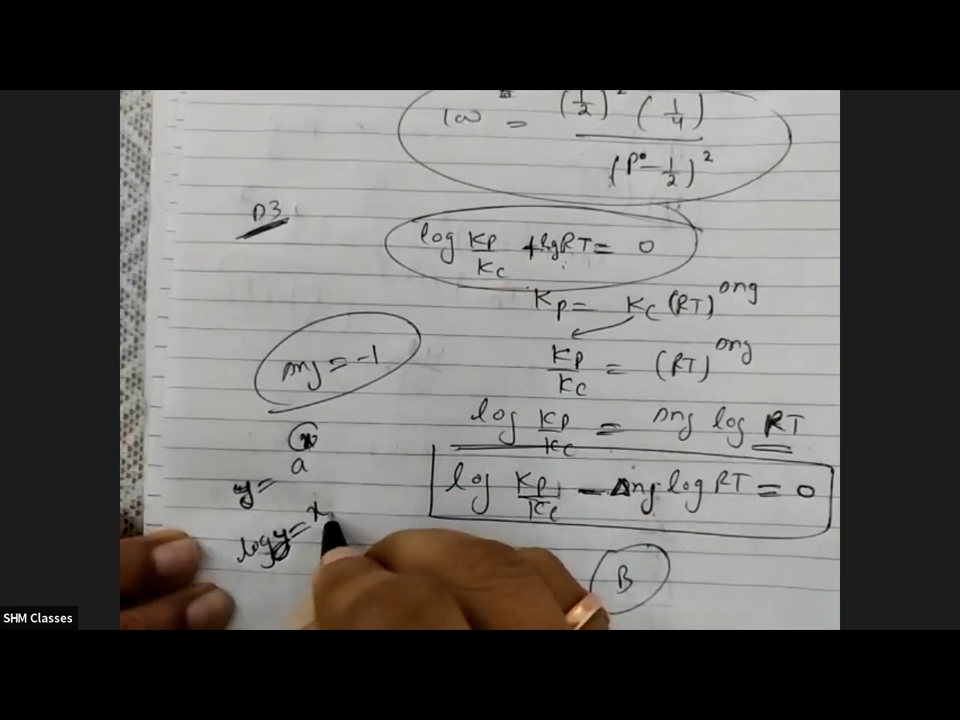 100 = (1/2)² (1/4) / (P° - 1/2)²
D3.
log Kp/Kc + log RT = 0
Kp = Kc (RT)^Δng
Kp/Kc = (RT)^Δng
Δng = -1
log Kp/Kc = Δng log RT
log Kp/Kc - Δng log RT = 0
y = a^x
log y = x
B
SHM Classes